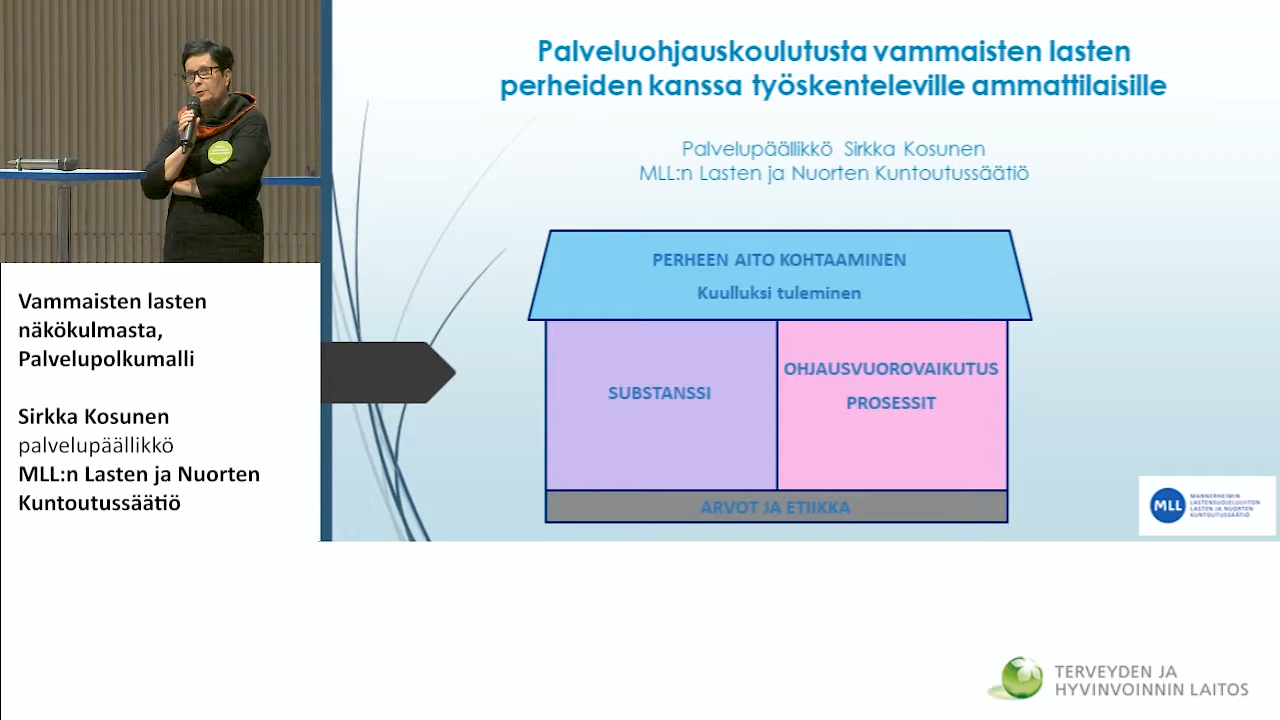 Palveluohjauskoulutusta vammaisten lasten
perheiden kanssa työskenteleville ammattilaisille
Palvelupäällikkö Sirkka Kosunen
MLL:n Lasten ja Nuorten Kuntoutussäätiö
PERHEEN AITO KOHTAAMINEN
Kuulluksi tuleminen
SUBSTANSSI
OHJAUSVUOROVAIKUTUS
PROSESSIT
ARVOT JA ETIIKKA
MLL
MANNERHEIMIN
LASTENSUOJELULIITON
LASTEN JA NUORTEN
KUNTOUTUSSÄÄTIÖ
Vammaisten lasten
näkökulmasta,
Palvelupolkumalli
Sirkka Kosunen
palvelupäällikkö
MLL:n Lasten ja Nuorten
Kuntoutussäätiö
TERVEYDEN JA
HYVINVOINNIN LAITOS